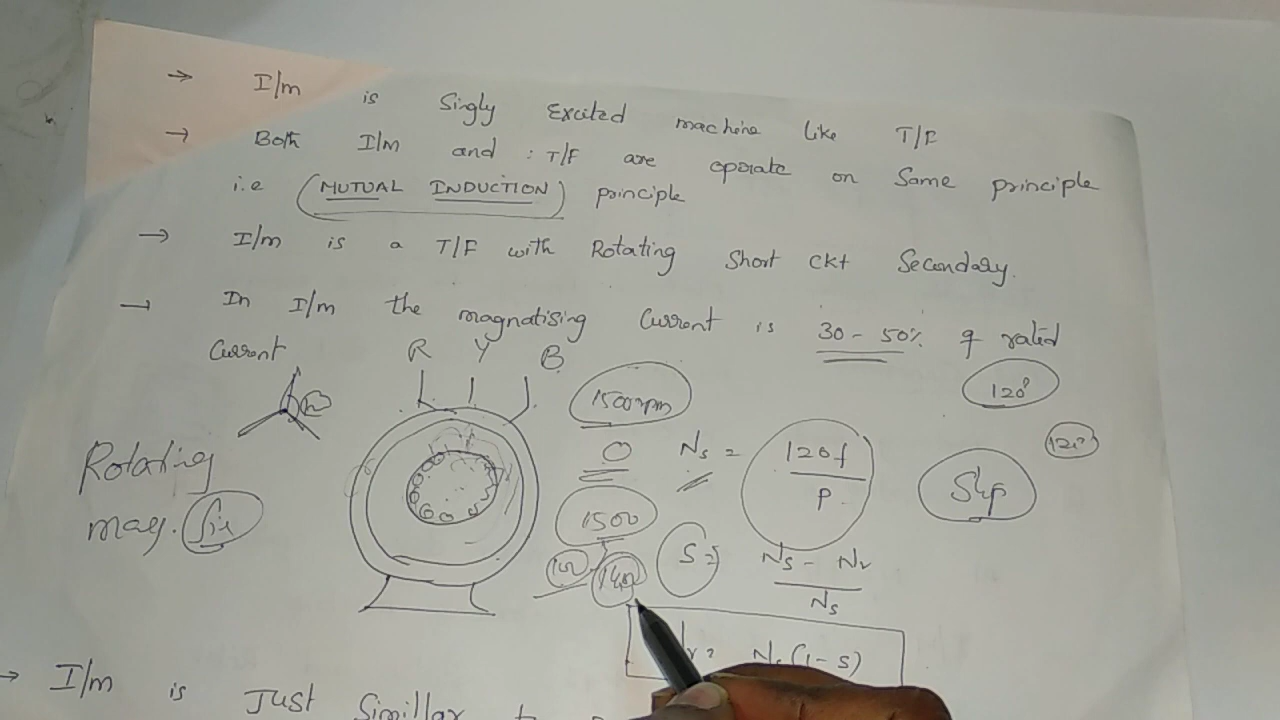 → I/m is Singly Excited machine like T/F
→ Both I/m and : T/F are operate on Same principle
i.e (MUTUAL INDUCTION) principle
→ I/m is a T/F with Rotating Short ckt Secondary.
→ In I/m the magnatising Current is 30 - 50% of rated
Current R Y B
1500rpm 120°
0 Ns = 120f/P Slip
Rotating mag.
1500
S = Ns - Nr / Ns
Nr = Ns(1-s)
→ I/m is Just Simillar to